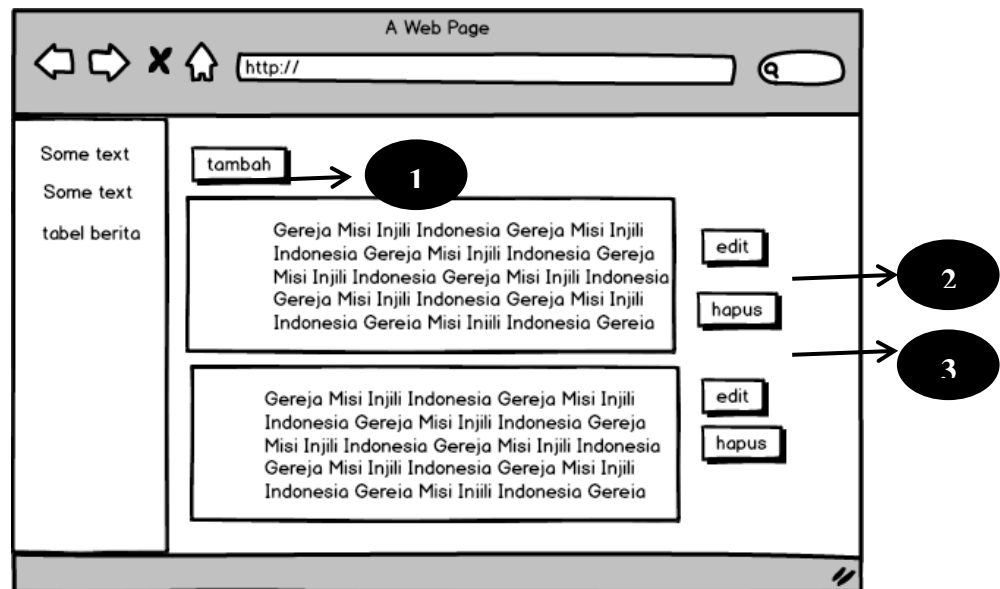 A Web Page
http://
Some text
Some text
tabel berita
tambah
1
Gereja Misi Injili Indonesia Gereja Misi Injili
Indonesia Gereja Misi Injili Indonesia Gereja
Misi Injili Indonesia Gereja Misi Injili Indonesia
Gereja Misi Injili Indonesia Gereja Misi Injili
Indonesia Gereia Misi Iniili Indonesia Gereia
edit
hapus
2
3
Gereja Misi Injili Indonesia Gereja Misi Injili
Indonesia Gereja Misi Injili Indonesia Gereja
Misi Injili Indonesia Gereja Misi Injili Indonesia
Gereja Misi Injili Indonesia Gereja Misi Injili
Indonesia Gereia Misi Iniili Indonesia Gereia
edit
hapus